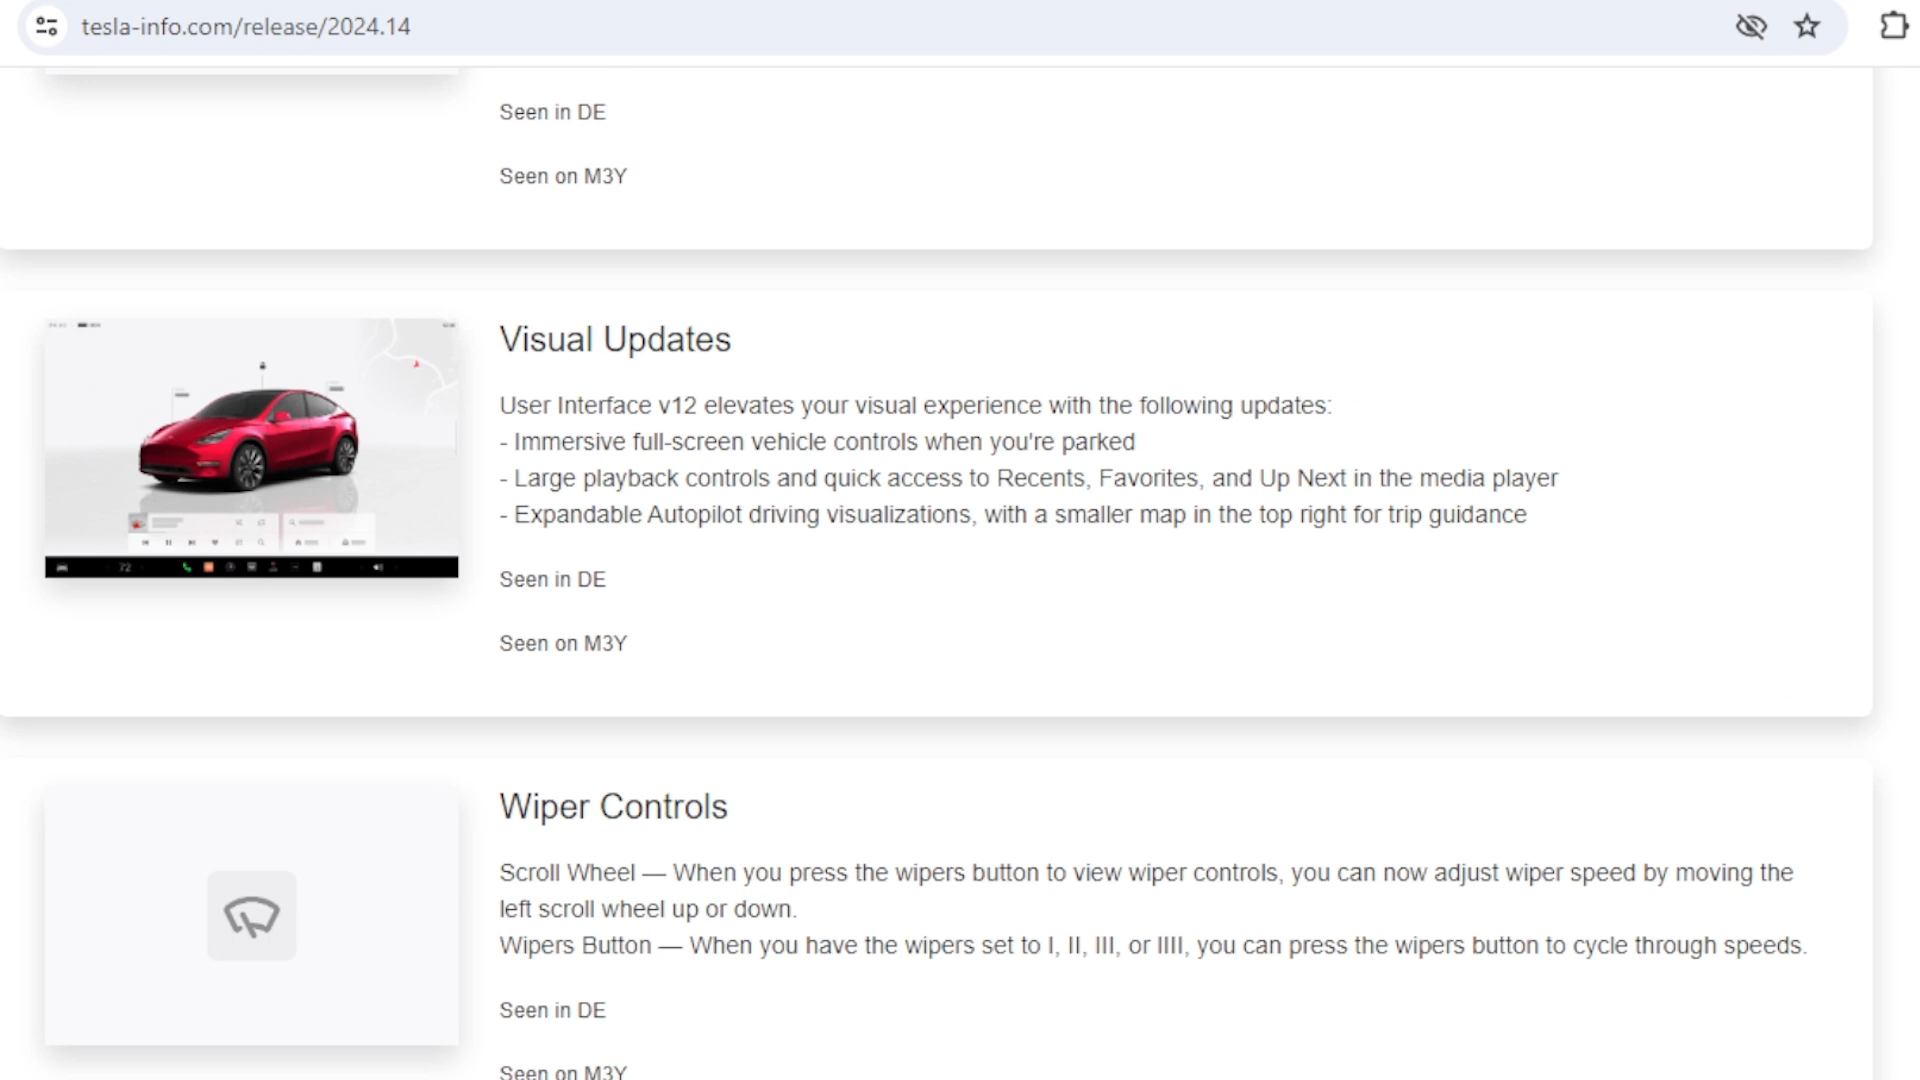 tesla-info.com/release/2024.14
Seen in DE
Seen on M3Y
Visual Updates
User Interface v12 elevates your visual experience with the following updates:
- Immersive full-screen vehicle controls when you're parked
- Large playback controls and quick access to Recents, Favorites, and Up Next in the media player
- Expandable Autopilot driving visualizations, with a smaller map in the top right for trip guidance
Seen in DE
Seen on M3Y
72
Wiper Controls
Scroll Wheel — When you press the wipers button to view wiper controls, you can now adjust wiper speed by moving the
left scroll wheel up or down.
Wipers Button — When you have the wipers set to I, II, III, or IIII, you can press the wipers button to cycle through speeds.
Seen in DE
Seen on M3Y